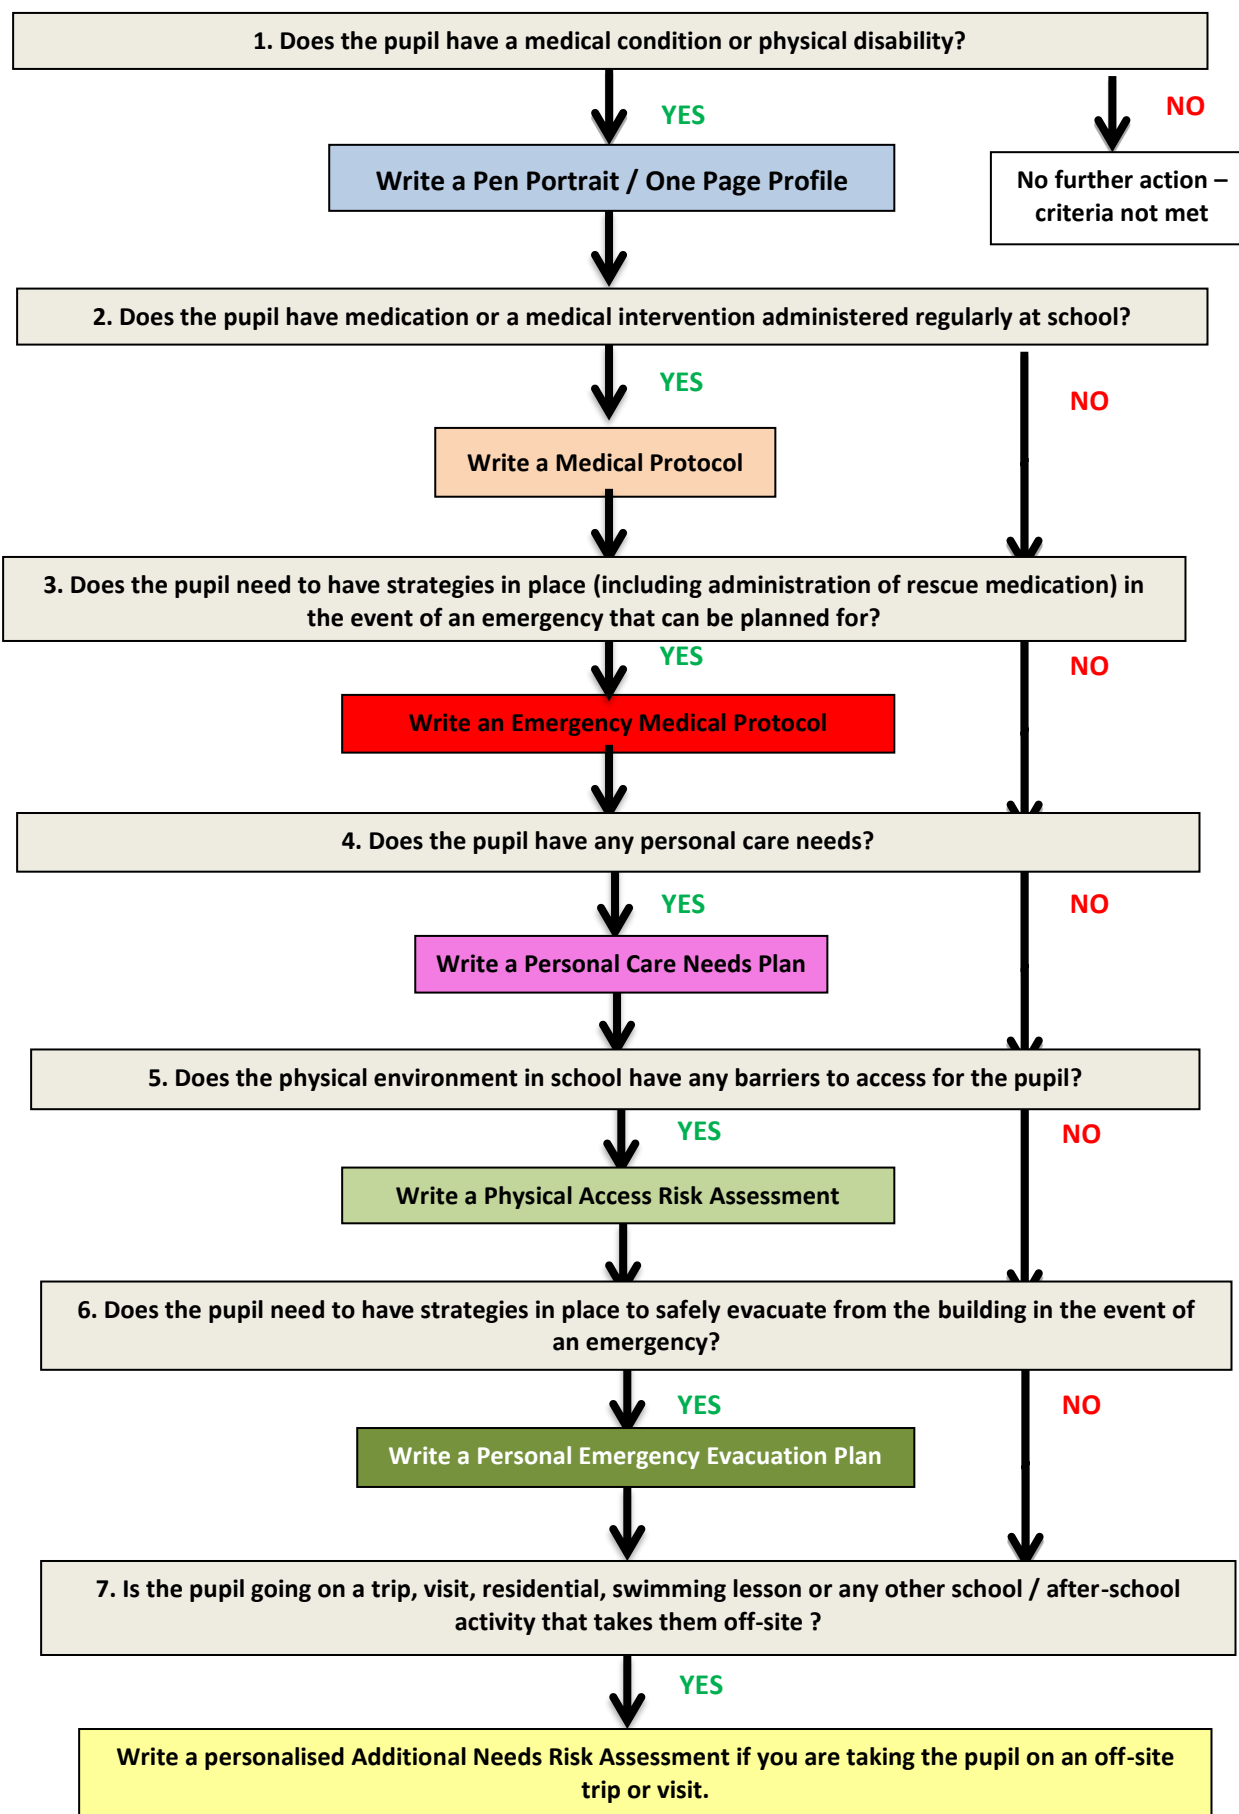 1. Does the pupil have a medical condition or physical disability?
YES
NO
Write a Pen Portrait / One Page Profile
No further action –
criteria not met
2. Does the pupil have medication or a medical intervention administered regularly at school?
YES
NO
Write a Medical Protocol
3. Does the pupil need to have strategies in place (including administration of rescue medication) in
the event of an emergency that can be planned for?
YES
NO
Write an Emergency Medical Protocol
4. Does the pupil have any personal care needs?
YES
NO
Write a Personal Care Needs Plan
5. Does the physical environment in school have any barriers to access for the pupil?
YES
NO
Write a Physical Access Risk Assessment
6. Does the pupil need to have strategies in place to safely evacuate from the building in the event of
an emergency?
YES
NO
Write a Personal Emergency Evacuation Plan
7. Is the pupil going on a trip, visit, residential, swimming lesson or any other school / after-school
activity that takes them off-site ?
YES
Write a personalised Additional Needs Risk Assessment if you are taking the pupil on an off-site
trip or visit.